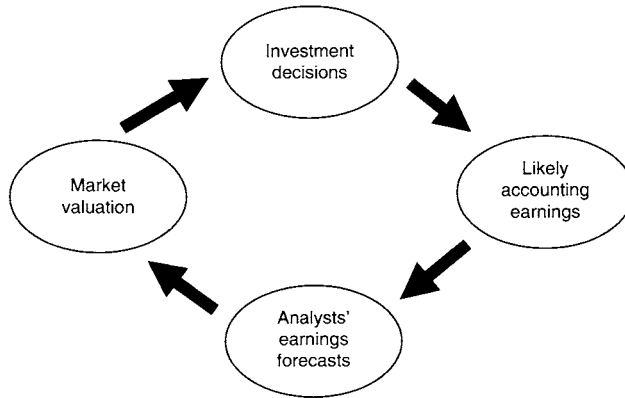 Investment
decisions
Likely
accounting
earnings
Analysts'
earnings
forecasts
Market
valuation